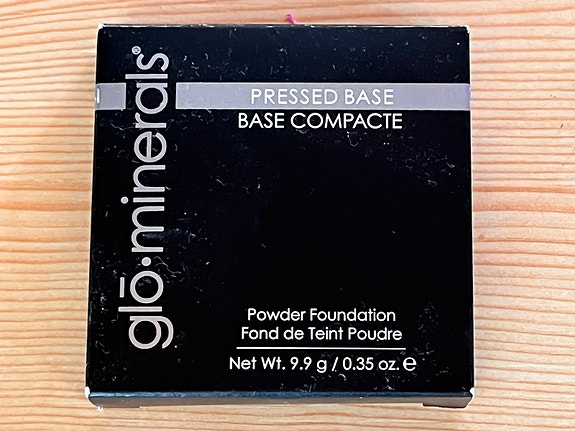 glō·minerals®
PRESSED BASE
BASE COMPACTE
Powder Foundation
Fond de Teint Poudre
Net Wt. 9.9 g / 0.35 oz. ℮